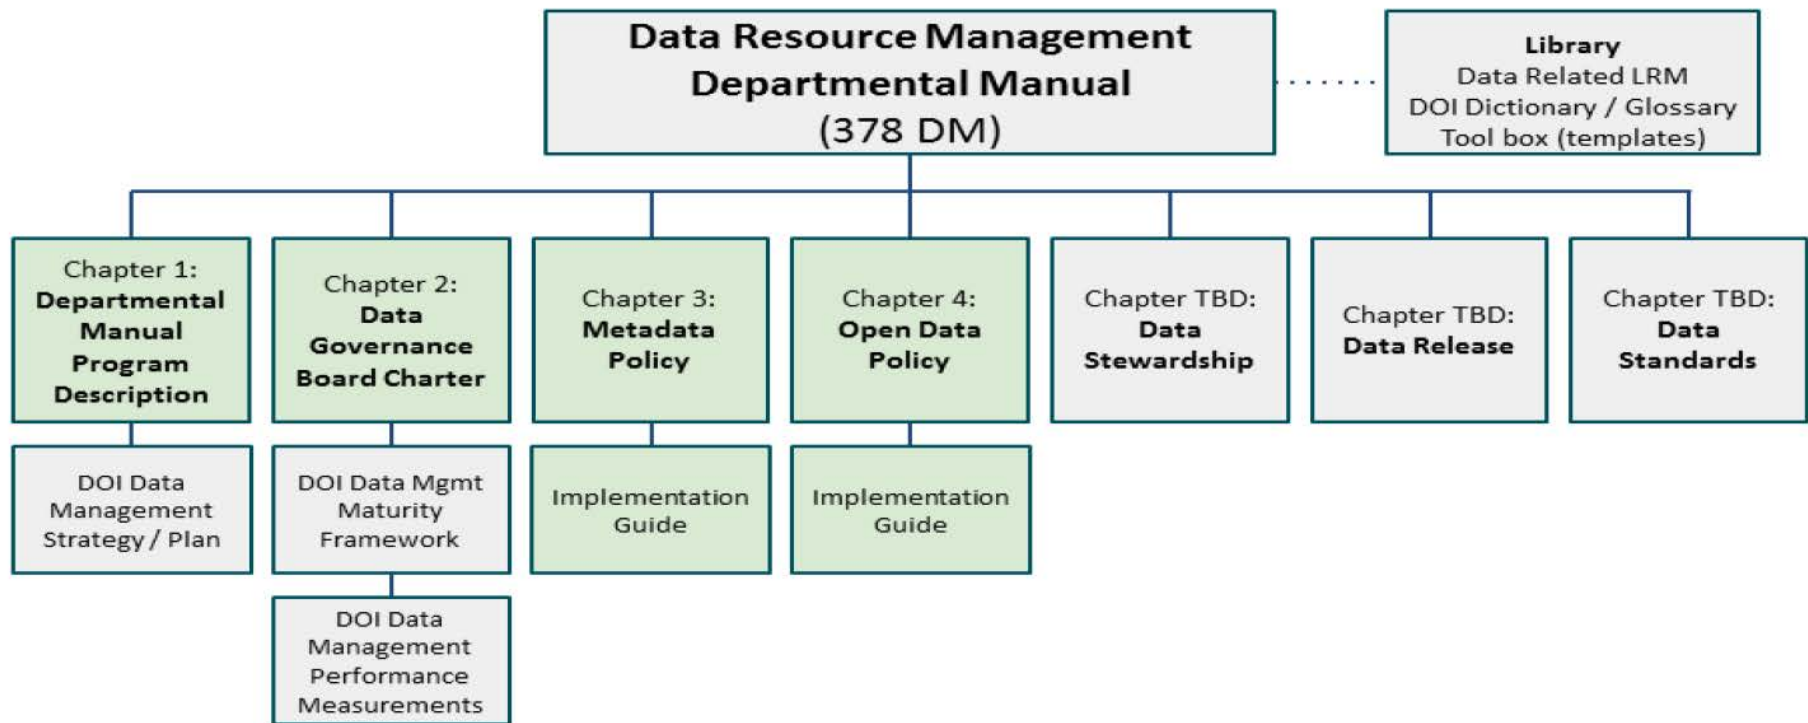 Data Resource Management
Departmental Manual
(378 DM)
Library
Data Related LRM
DOI Dictionary / Glossary
Tool box (templates)
Chapter 1:
Departmental
Manual
Program
Description
Chapter 2:
Data
Governance
Board Charter
Chapter 3:
Metadata
Policy
Chapter 4:
Open Data
Policy
Chapter TBD:
Data
Stewardship
Chapter TBD:
Data Release
Chapter TBD:
Data
Standards
DOI Data
Management
Strategy / Plan
DOI Data Mgmt
Maturity
Framework
Implementation
Guide
Implementation
Guide
DOI Data
Management
Performance
Measurements